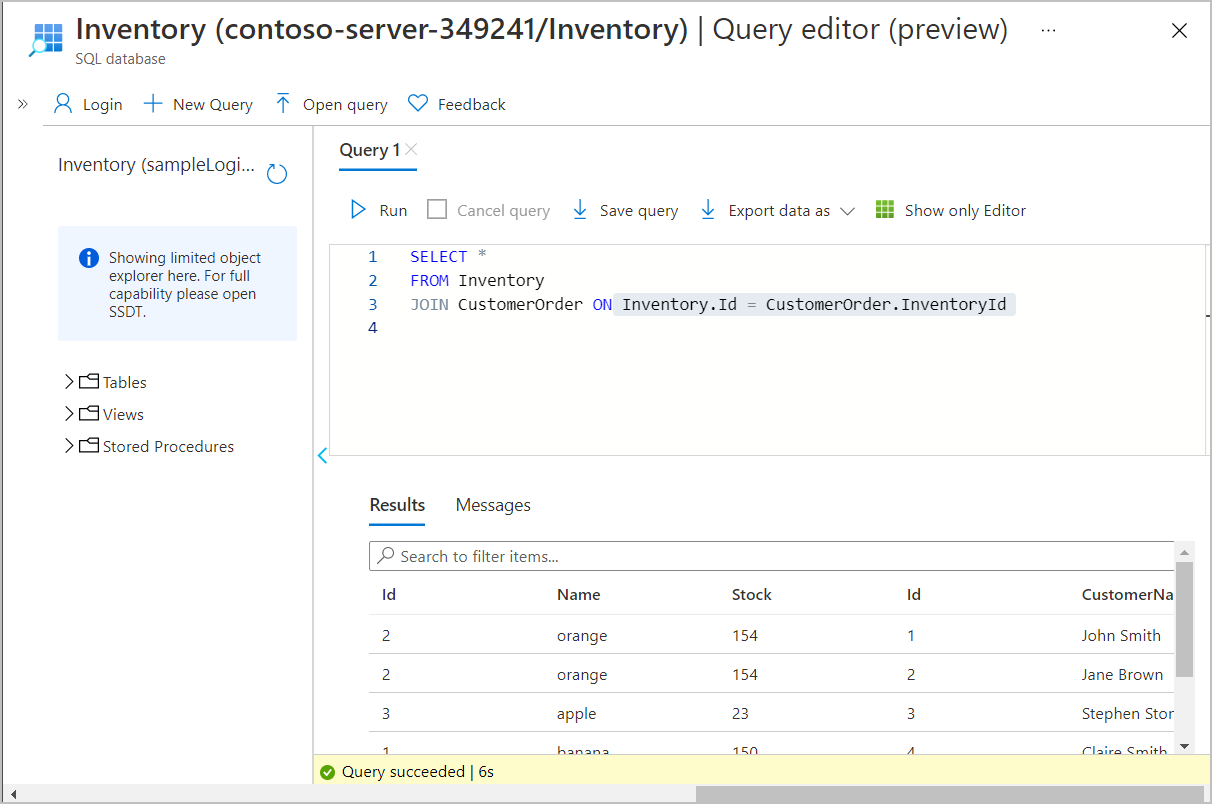 Inventory (contoso-server-349241/Inventory) | Query editor (preview) ...
SQL database
Login New Query Open query Feedback
Inventory (sampleLogi...
Showing limited object
explorer here. For full
capability please open
SSDT.
Tables
Views
Stored Procedures
Query 1
Run Cancel query Save query Export data as Show only Editor
1 SELECT *
2 FROM Inventory
3 JOIN CustomerOrder ON Inventory.Id = CustomerOrder.InventoryId
4
Results Messages
Search to filter items...
Id Name Stock Id CustomerNa
2 orange 154 1 John Smith
2 orange 154 2 Jane Brown
3 apple 23 3 Stephen Stor
1 banana 150 4 Claire Smith
Query succeeded | 6s